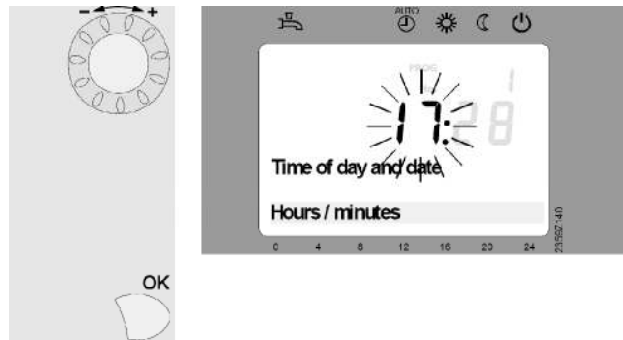 - +
OK
AUTO
PROG
1
17:28
Time of day and date
Hours / minutes
0 4 8 12 16 20 24
2359Z140